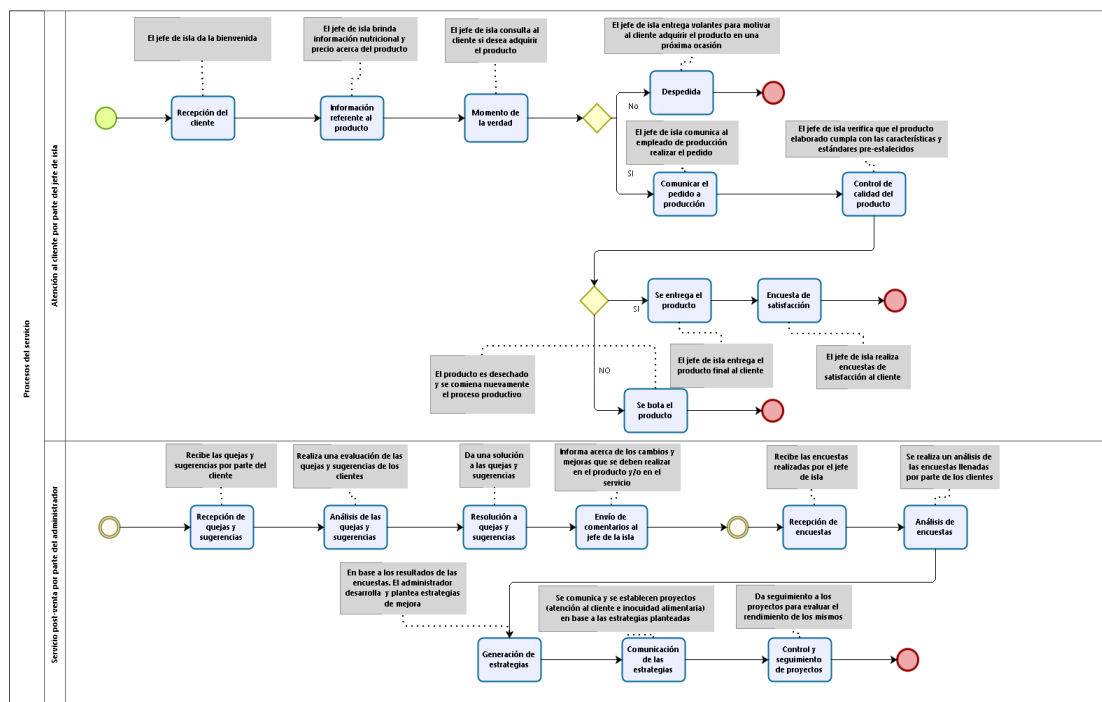 Procesos del servicio
Atención al cliente por parte del jefe de isla
El jefe de isla da la bienvenida
El jefe de isla brinda
información nutricional y
precio acerca del producto
El jefe de isla consulta al
cliente si desea adquirir
el producto
El jefe de isla entrega volantes para motivar
al cliente adquirir el producto en una
próxima ocasión
Recepción del
cliente
Información
referente al
producto
Momento de
la verdad
No
Despedida
El jefe de isla comunica al
empleado de producción
realizar el pedido
El jefe de isla verifica que el producto
elaborado cumpla con las características y
estándares pre-estalecidos
SI
Comunicar el
pedido a
producción
Control de
calidad del
producto
SI
Se entrega el
producto
Encuesta de
satisfacción
El jefe de isla entrega el
producto final al cliente
El jefe de isla realiza
encuestas de
satisfacción al cliente
El producto es desechado
y se comiena nuevamente
el proceso productivo
NO
Se bota el
producto
Servicio post-venta por parte del administrador
Recibe las quejas y
sugerencias por parte del
cliente
Realiza una evaluación de las
quejas y sugerencias de los
clientes
Da una solución
a las quejas y
sugerencias
Informa acerca de los cambios y
mejoras que se deben realizar
en el producto y/o en el
servicio
Recibe las encuestas
realizadas por el jefe
de isla
Se realiza un análisis de
las encuestas llenadas
por parte de los clientes
Recepción de
quejas y
sugerencias
Análisis de las
quejas y
sugerencias
Resolución a
quejas y
sugerencias
Envío de
comentarios al
jefe de la isla
Recepción de
encuestas
Análisis de
encuestas
En base a los resultados de las
encuestas. El administrador
desarrolla y plantea estrategias
de mejora
Se comunica y se establecen proyectos
(atención al cliente e inocuidad alimentaria)
en base a las estrategias planteadas
Da seguimiento a los
proyectos para evaluar el
rendimiento de los mismos
Generación de
estrategias
Comunicación
de las
estrategias
Control y
seguimiento
de proyectos